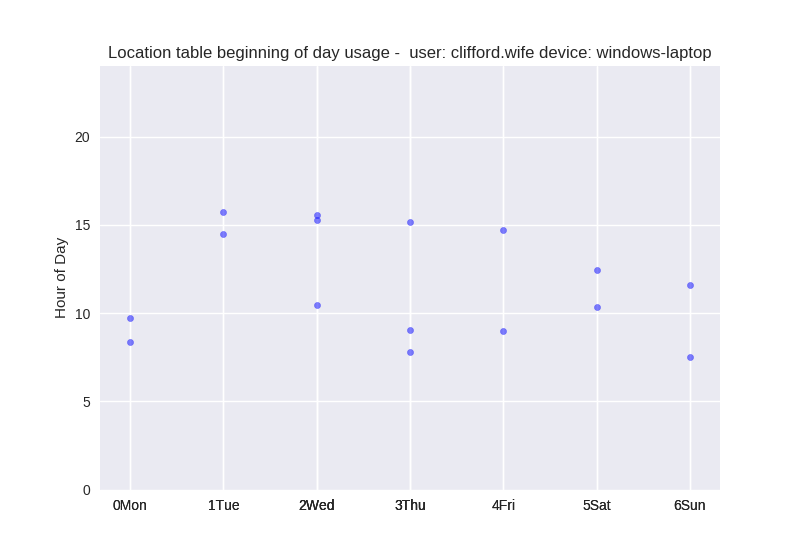 Location table beginning of day usage -  user: clifford.wife device: windows-laptop
Hour of Day
20
15
10
5
0
0Mon 1Tue 2Wed 3Thu 4Fri 5Sat 6Sun